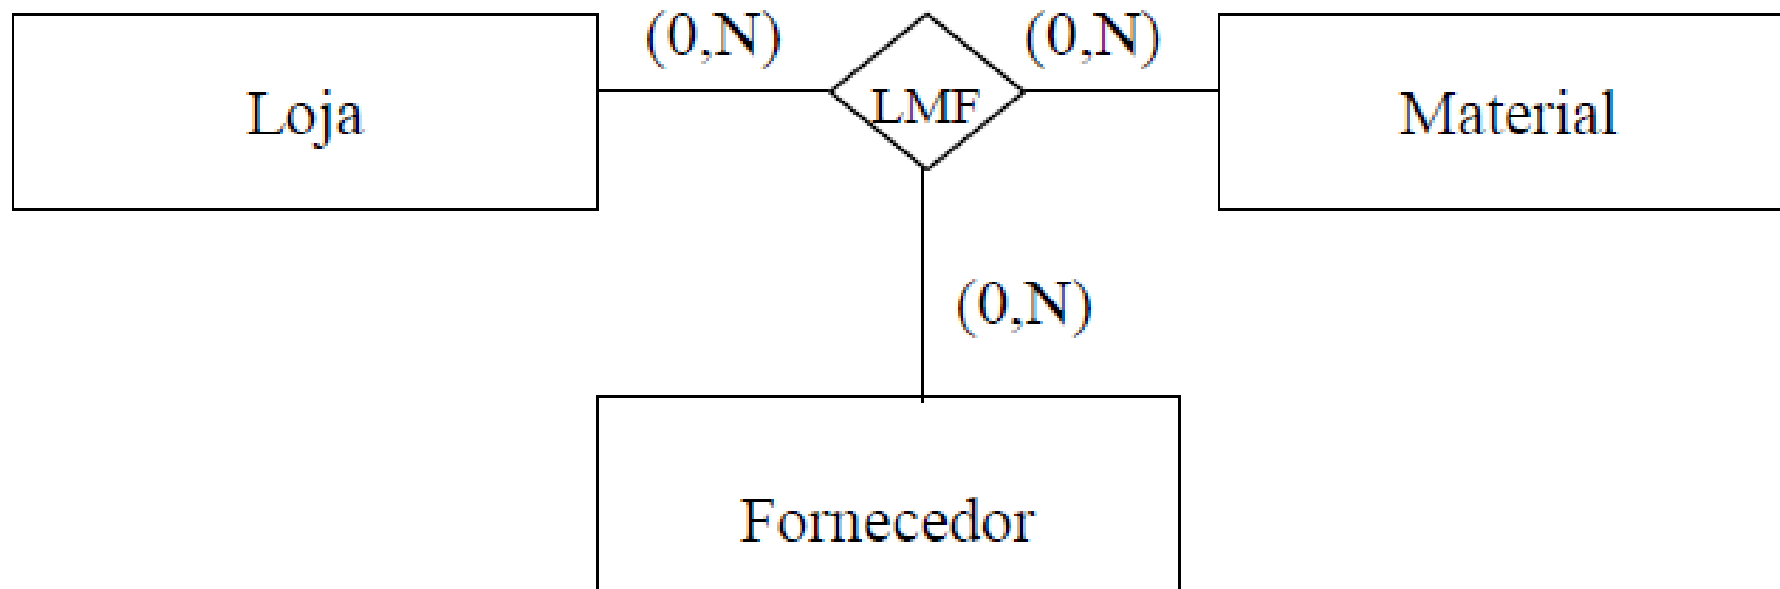 (0,N)
(0,N)
Loja
LMF
Material
(0,N)
Fornecedor